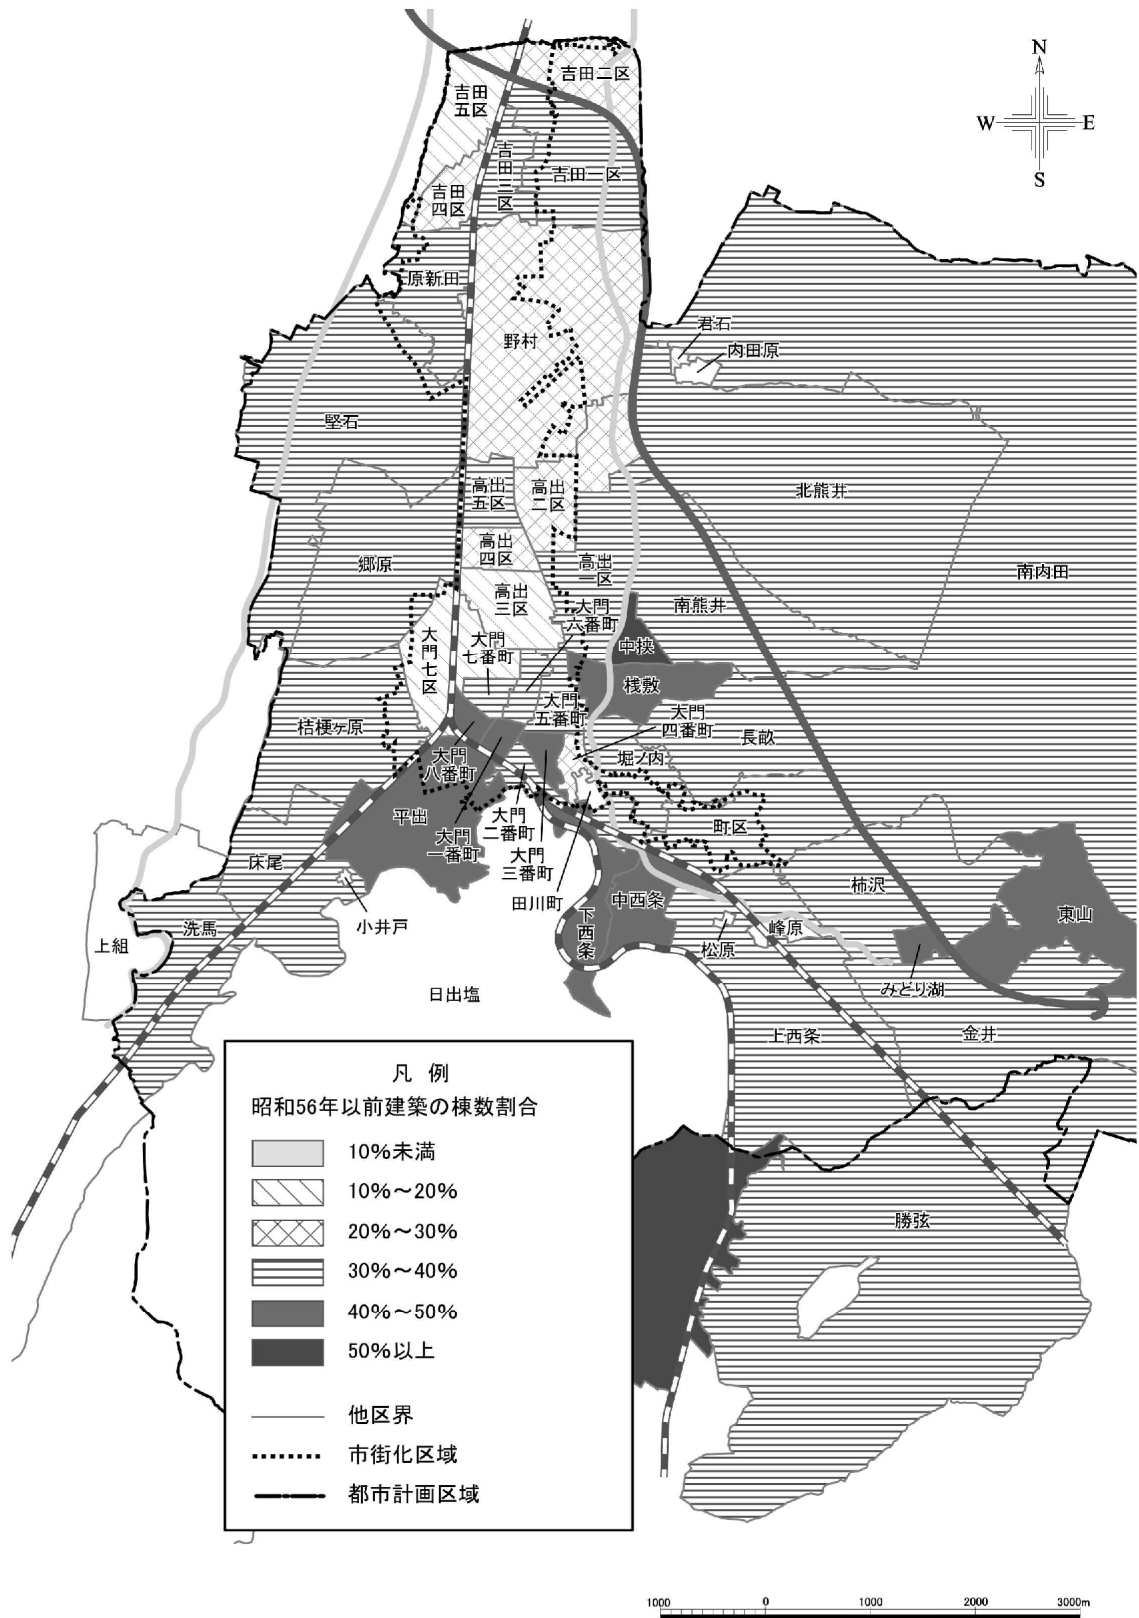 N
W
E
S
吉田二区
吉田
五区
吉田三区
吉田一区
吉田
四区
原新田
君石
内田原
野村
堅石
高出
五区
高出
二区
北熊井
高出
四区
郷原
高出
一区
南内田
高出
三区
南熊井
大門
六番町
大門七区
大門
七番町
中挟
桟敷
大門
五番町
大門
四番町
桔梗ヶ原
長畝
堀ノ内
大門
八番町
平出
大門
二番町
町区
大門
一番町
大門
三番町
床尾
柿沢
田川町
中西条
東山
小井戸
下西条
洗馬
峰原
上組
松原
みどり湖
日出塩
上西条
金井
凡 例
昭和56年以前建築の棟数割合
10%未満
10%～20%
20%～30%
30%～40%
40%～50%
50%以上
他区界
市街化区域
都市計画区域
勝弦
1000 0 1000 2000 3000m